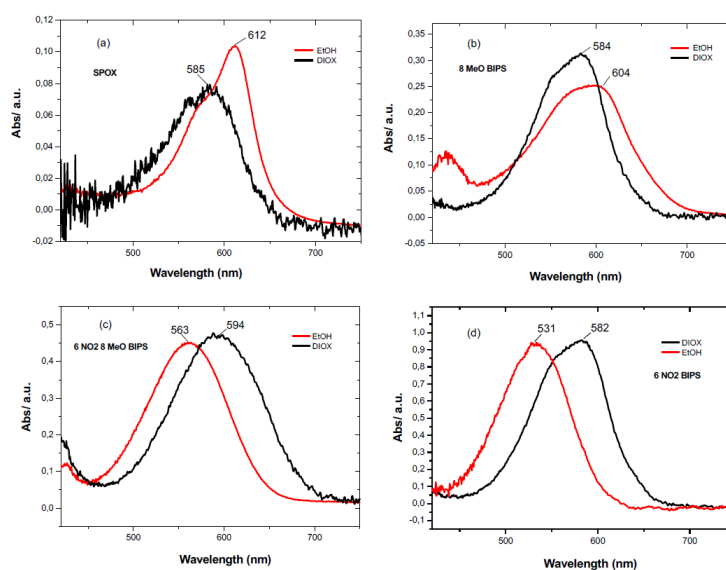 0,12
0,10
0,08
0,06
0,04
0,02
0,00
-0,02
500
600
700
Abs/ a.u.
Wavelength (nm)
(a)
SPOX
585
612
EtOH
DIOX
0,40
0,35
0,30
0,25
0,20
0,15
0,10
0,05
0,00
-0,05
500
600
700
Abs/ a.u.
Wavelength (nm)
(b)
8 MeO BIPS
584
604
EtOH
DIOX
0,5
0,4
0,3
0,2
0,1
0,0
500
600
700
Abs/ a.u.
Wavelength (nm)
(c)
6 NO2 8 MeO BIPS
563
594
EtOH
DIOX
1,1
1,0
0,9
0,8
0,7
0,6
0,5
0,4
0,3
0,2
0,1
0,0
-0,1
500
600
700
Abs/ a.u.
Wavelength (nm)
(d)
6 NO2 BIPS
531
582
DIOX
EtOH